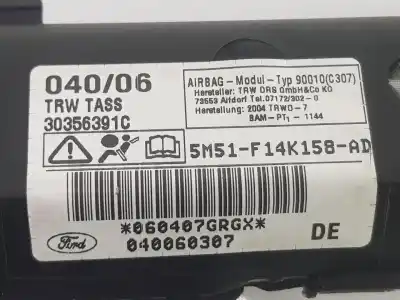 040/06
TRW TASS
30356391C
AIRBAG - Modul - Typ 90010(C307)
Hersteller: TRW ORS GmbH&Co KG
73553 Alfdorf Tel.07172/302-0
Herstellung: 2004 TRWO-7
BAM-PT1 - 1144
5M51-F14K158-AD
*060407GRGX*
Ford
040060307
DE